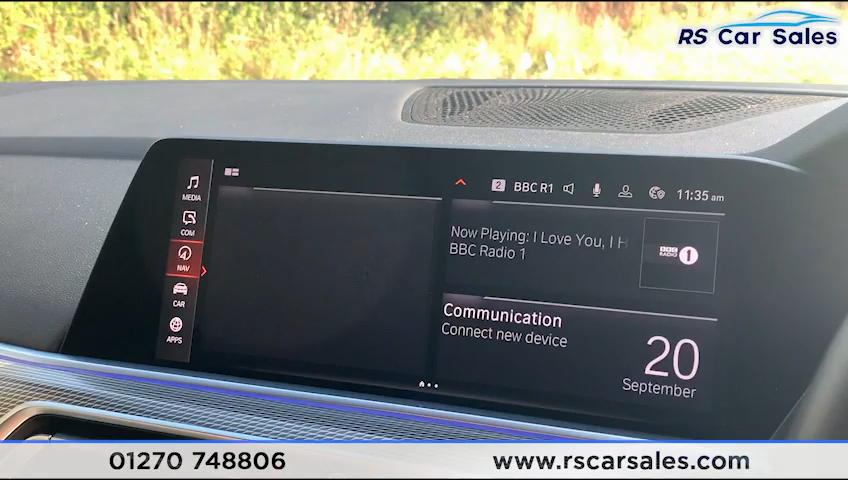 RS Car Sales
2 BBC R1 11:35 am
MEDIA
COM
NAV
CAR
APPS
Now Playing: I Love You, I H
BBC Radio 1
BBC
RADIO 1
Communication
Connect new device
20
September
01270 748806
www.rscarsales.com